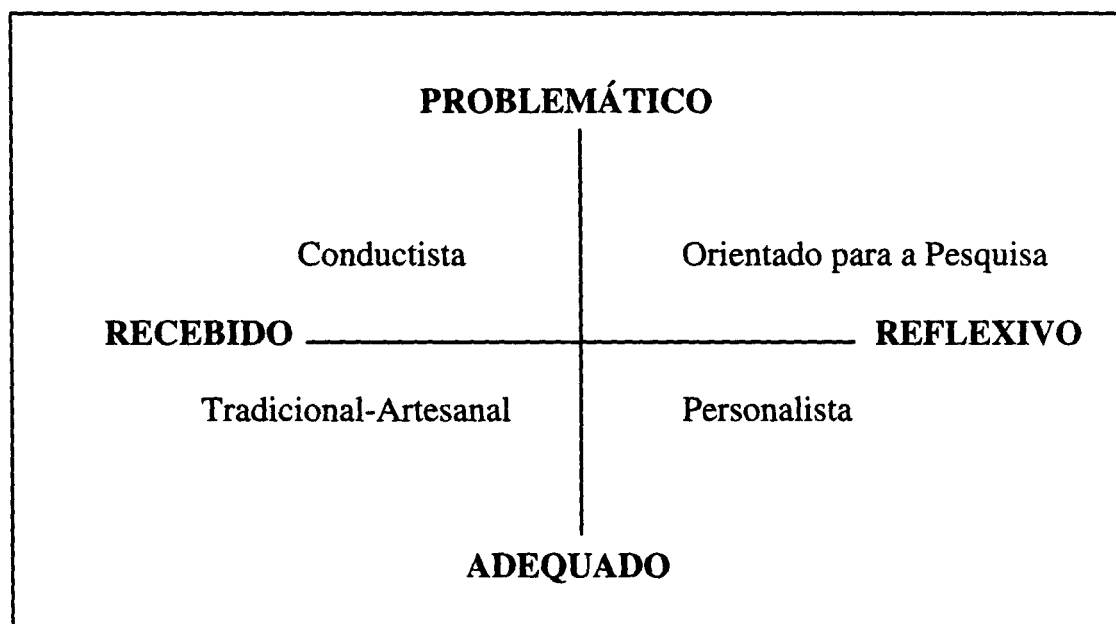 PROBLEMÁTICO
Conductista Orientado para a Pesquisa
RECEBIDO REFLEXIVO
Tradicional-Artesanal Personalista
ADEQUADO